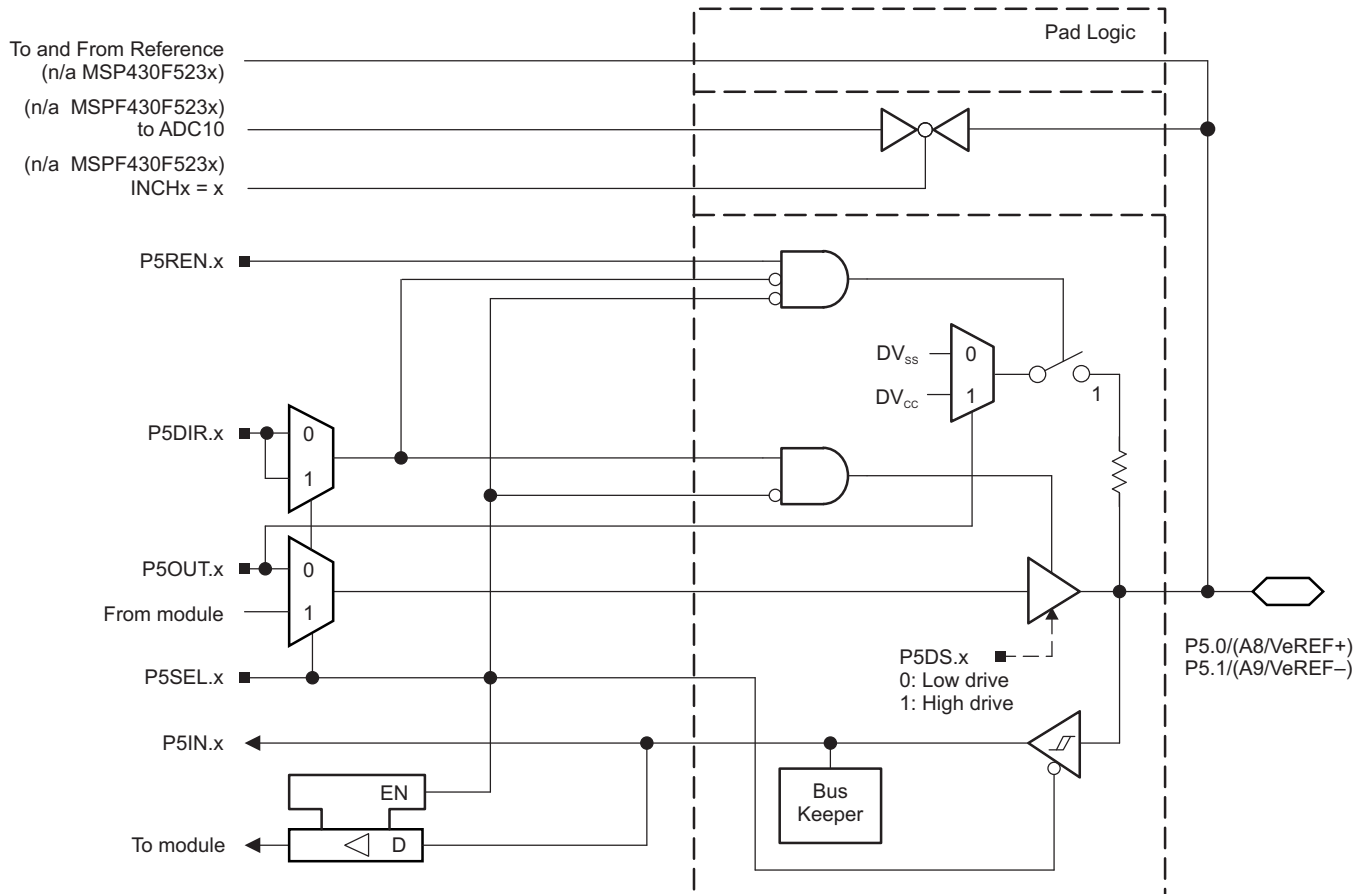 Pad Logic
To and From Reference
(n/a MSP430F523x)
(n/a MSPF430F523x)
to ADC10
(n/a MSPF430F523x)
INCHx = x
P5REN.x
DVss
0
DVcc
1
1
P5DIR.x
0
1
P5OUT.x
0
From module
1
P5SEL.x
P5DS.x
0: Low drive
1: High drive
P5.0/(A8/VeREF+)
P5.1/(A9/VeREF–)
P5IN.x
Bus
Keeper
EN
To module
D